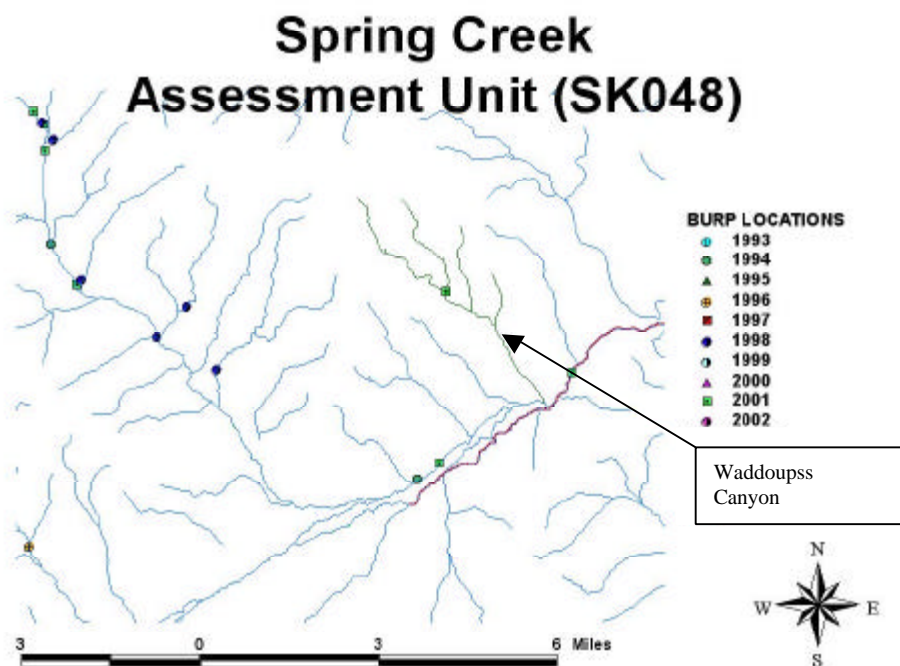 Spring Creek
Assessment Unit (SK048)
BURP LOCATIONS
1993
1994
1995
1996
1997
1998
1999
2000
2001
2002
Waddoupss
Canyon
N
W E
S
3 0 3 6 Miles